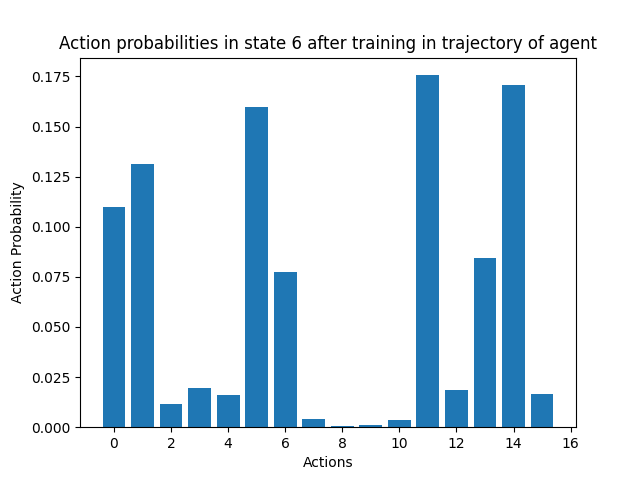 Action probabilities in state 6 after training in trajectory of agent
0.175
0.150
0.125
0.100
0.075
0.050
0.025
0.000
Action Probability
0 2 4 6 8 10 12 14 16
Actions